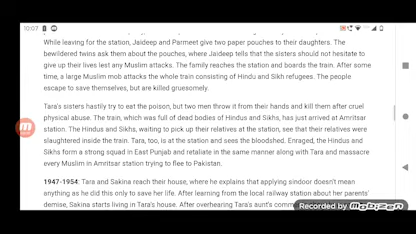 10:07
While leaving for the station, Jaideep and Parmeet give two paper pouches to their daughters. The
bewildered twins ask them about the pouches, where Jaideep tells that the sisters should not hesitate to
give up their lives lest any Muslim attacks. The family reaches the station and boards the train. After some
time, a large Muslim mob attacks the whole train consisting of Hindu and Sikh refugees. The people
escape to save themselves, but are killed gruesomely.
Tara's sisters hastily try to eat the poison, but two men throw it from their hands and kill them after cruel
physical abuse. The train, which was full of dead bodies of Hindus and Sikhs, has just arrived at Amritsar
station. The Hindus and Sikhs, waiting to pick up their relatives at the station, see that their relatives were
slaughtered inside the train. Tara, too, is at the station and sees the bloodshed. Enraged, the Hindus and
Sikhs form a strong squad in East Punjab and retaliate in the same manner along with Tara and massacre
every Muslim in Amritsar station trying to flee to Pakistan.
1947-1954: Tara and Sakina reach their house, where he explains that applying sindoor doesn't mean
anything as he did this only to save her life. After learning from the local railway station about her parents'
demise, Sakina starts living in Tara's house. After overhearing Tara's aunt's
Recorded by Mobizen